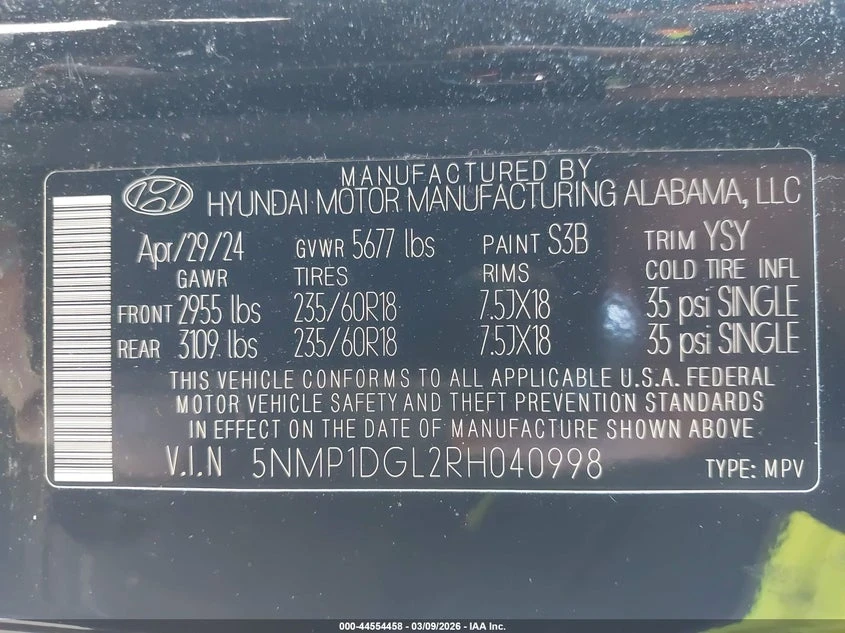 MANUFACTURED BY
HYUNDAI MOTOR MANUFACTURING ALABAMA, LLC
Apr/29/24 GVWR 5677 lbs PAINT S3B TRIM YSY
GAWR TIRES RIMS COLD TIRE INFL
FRONT 2955 lbs 235/60R18 7.5JX18 35 psi SINGLE
REAR 3109 lbs 235/60R18 7.5JX18 35 psi SINGLE
THIS VEHICLE CONFORMS TO ALL APPLICABLE U.S.A. FEDERAL
MOTOR VEHICLE SAFETY AND THEFT PREVENTION STANDARDS
IN EFFECT ON THE DATE OF MANUFACTURE SHOWN ABOVE
V.I.N 5NMP1DGL2RH040998 TYPE: MPV
000-44554458 - 03/09/2026 - IAA Inc.